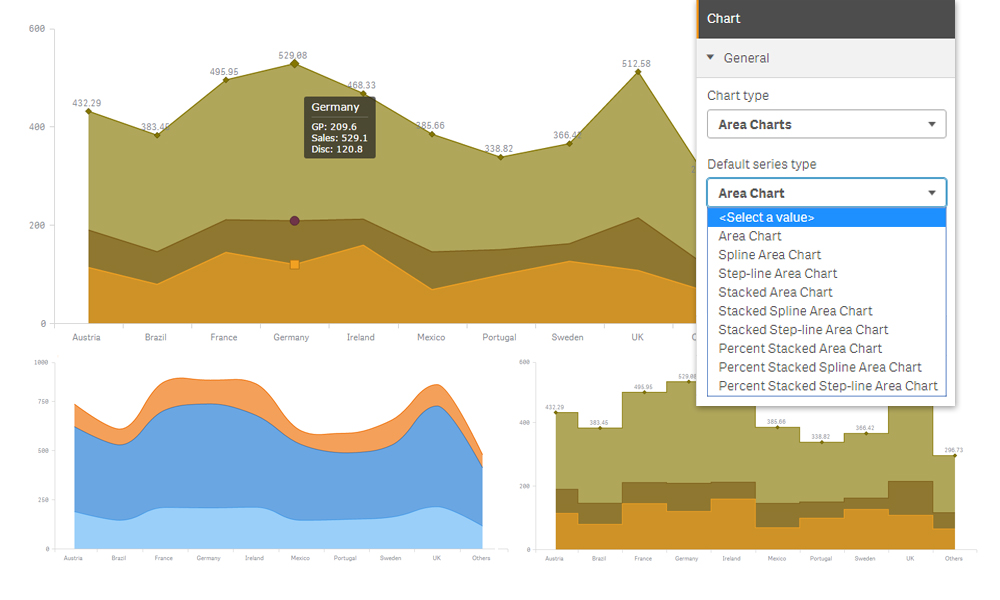 600
400
200
0
432.29
383.45
495.95
529.08
468.33
385.66
338.82
366.42
512.58
Germany
GP: 209.6
Sales: 529.1
Disc: 120.8
Austria
Brazil
France
Germany
Ireland
Mexico
Portugal
Sweden
UK
Chart
General
Chart type
Area Charts
Default series type
Area Chart
<Select a value>
Area Chart
Spline Area Chart
Step-line Area Chart
Stacked Area Chart
Stacked Spline Area Chart
Stacked Step-line Area Chart
Percent Stacked Area Chart
Percent Stacked Spline Area Chart
Percent Stacked Step-line Area Chart
1000
750
500
250
0
Austria
Brazil
France
Germany
Ireland
Mexico
Portugal
Sweden
UK
Others
600
400
200
0
432.29
383.45
495.95
529.08
385.66
338.82
366.42
296.73
Austria
Brazil
France
Germany
Ireland
Mexico
Portugal
Sweden
UK
Others